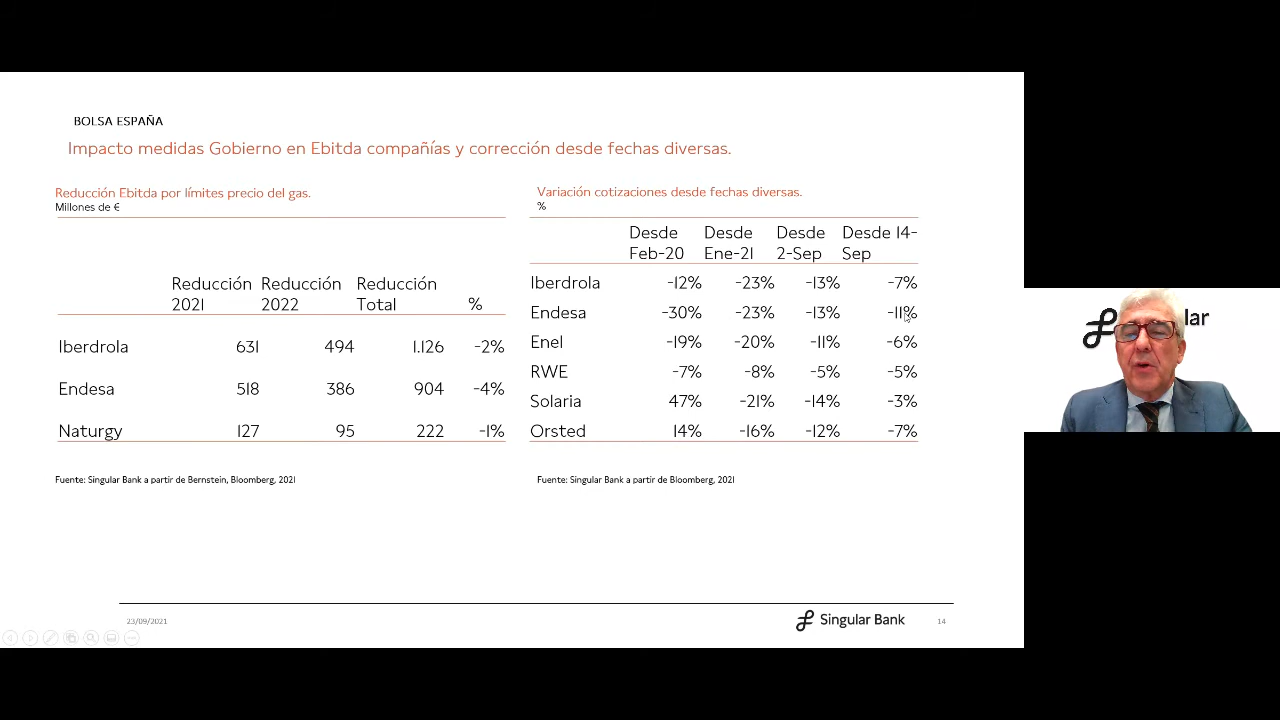 BOLSA ESPAÑA
Impacto medidas Gobierno en Ebitda compañías y corrección desde fechas diversas.
Reducción Ebitda por límites precio del gas.
Millones de €
Reducción 2021 Reducción 2022 Reducción Total %
Iberdrola 631 494 1.126 -2%
Endesa 518 386 904 -4%
Naturgy 127 95 222 -1%
Fuente: Singular Bank a partir de Bernstein, Bloomberg, 2021
Variación cotizaciones desde fechas diversas.
%
Desde Feb-20 Desde Ene-21 Desde 2-Sep Desde 14-Sep
Iberdrola -12% -23% -13% -7%
Endesa -30% -23% -13% -11%
Enel -19% -20% -11% -6%
RWE -7% -8% -5% -5%
Solaria 47% -21% -14% -3%
Orsted 14% -16% -12% -7%
Fuente: Singular Bank a partir de Bloomberg, 2021
23/09/2021
Singular Bank
14
lar